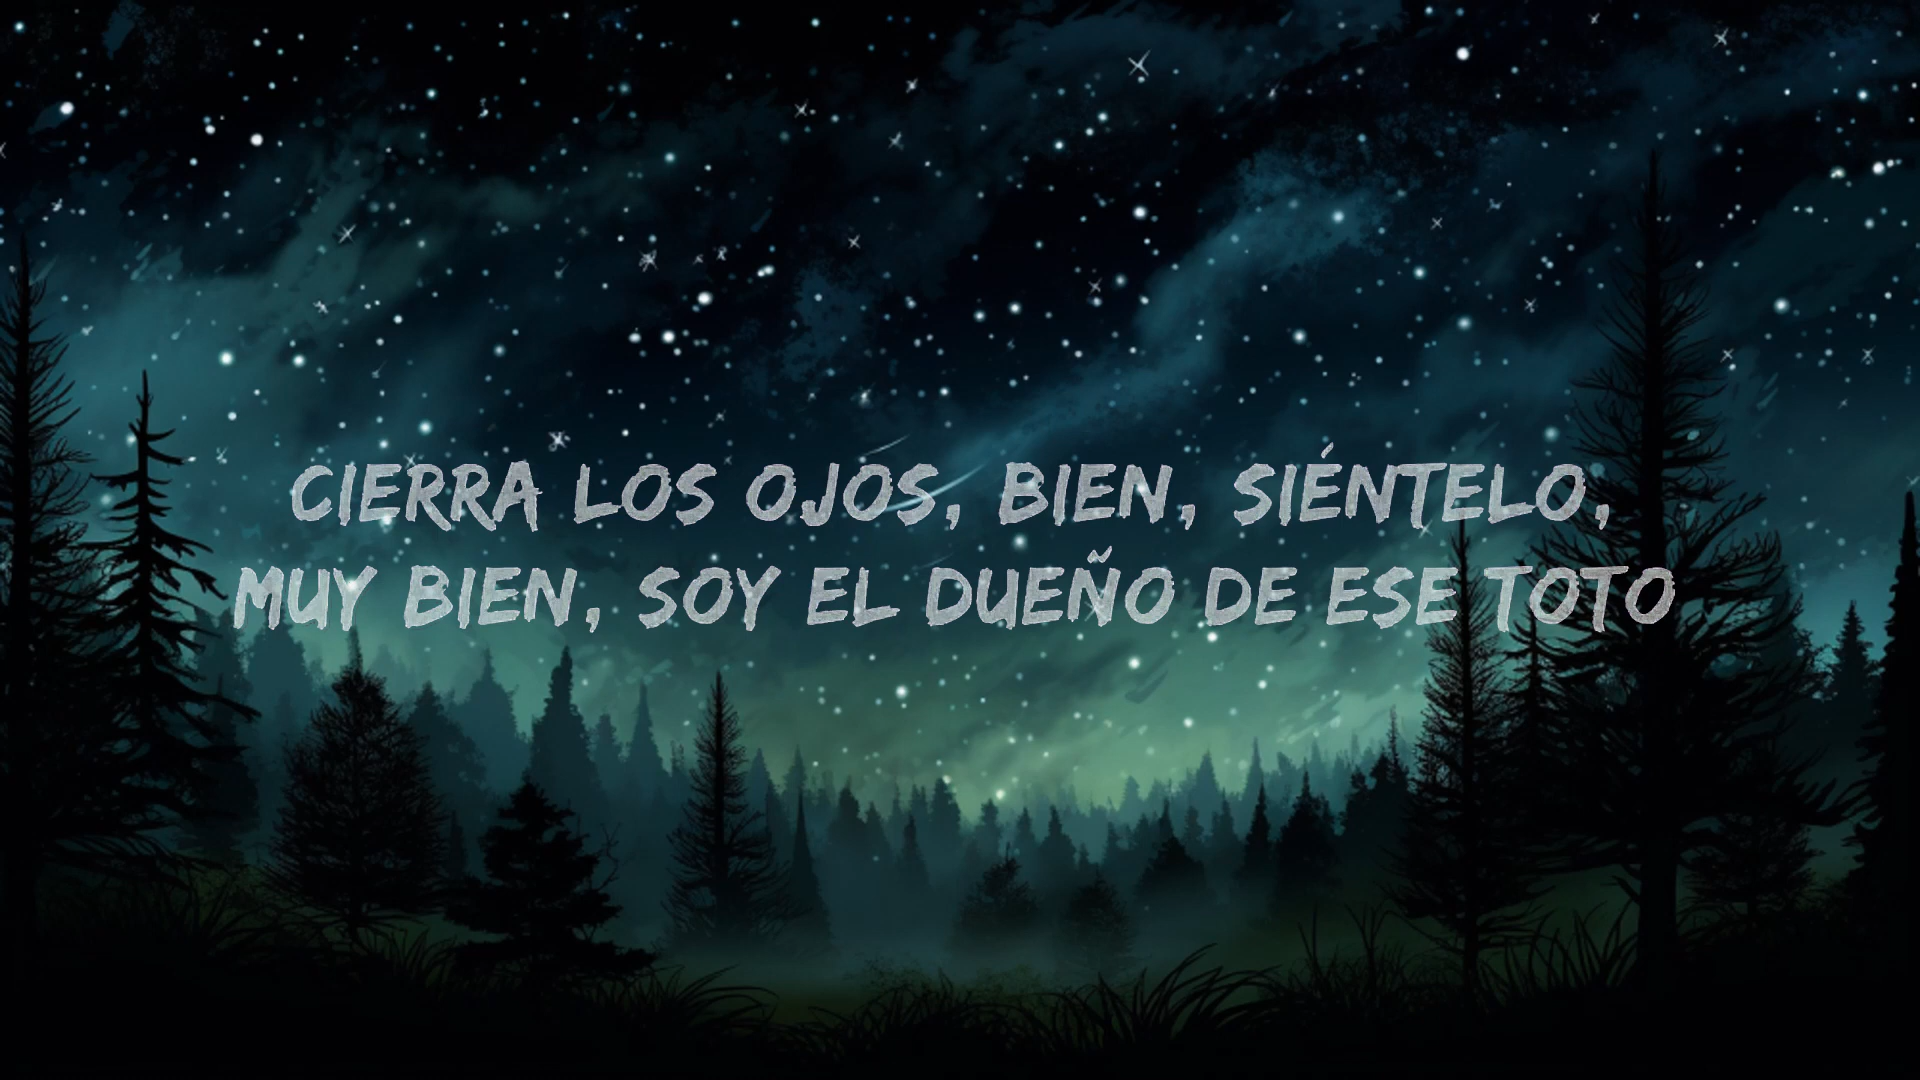 CIERRA LOS OJOS, BIEN, SIÉNTELO,
MUY BIEN, SOY EL DUEÑO DE ESE TOTO